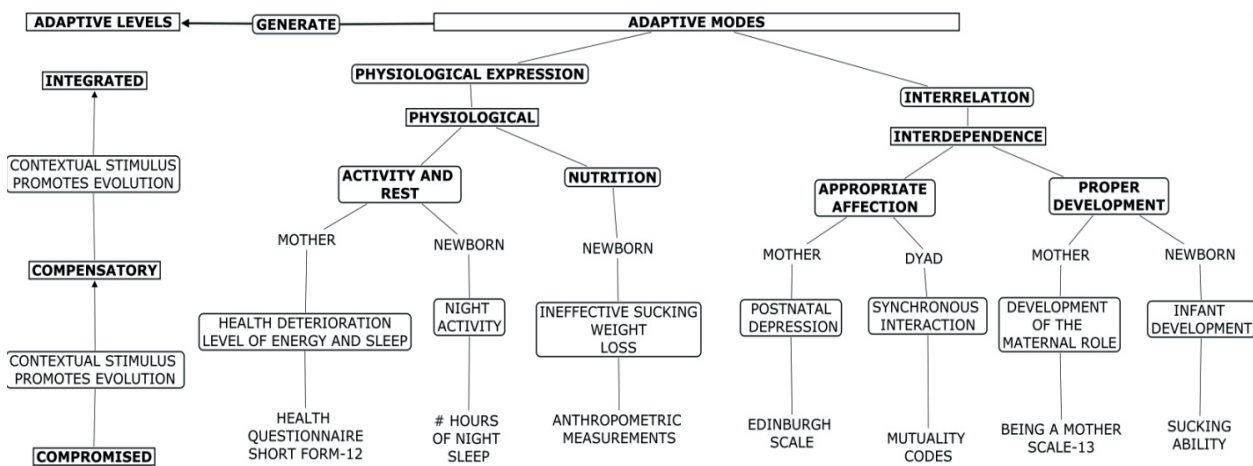 ADAPTIVE LEVELS
GENERATE
ADAPTIVE MODES
INTEGRATED
CONTEXTUAL STIMULUS
PROMOTES EVOLUTION
COMPENSATORY
CONTEXTUAL STIMULUS
PROMOTES EVOLUTION
COMPROMISED
PHYSIOLOGICAL EXPRESSION
PHYSIOLOGICAL
ACTIVITY AND
REST
MOTHER
HEALTH DETERIORATION
LEVEL OF ENERGY AND SLEEP
HEALTH
QUESTIONNAIRE
SHORT FORM-12
NEWBORN
NIGHT
ACTIVITY
# HOURS
OF NIGHT
SLEEP
NUTRITION
NEWBORN
INEFFECTIVE SUCKING
WEIGHT
LOSS
ANTHROPOMETRIC
MEASUREMENTS
INTERRELATION
INTERDEPENDENCE
APPROPRIATE
AFFECTION
MOTHER
POSTNATAL
DEPRESSION
EDINBURGH
SCALE
DYAD
SYNCHRONOUS
INTERACTION
MUTUALITY
CODES
PROPER
DEVELOPMENT
MOTHER
DEVELOPMENT
OF THE
MATERNAL ROLE
BEING A MOTHER
SCALE-13
NEWBORN
INFANT
DEVELOPMENT
SUCKING
ABILITY